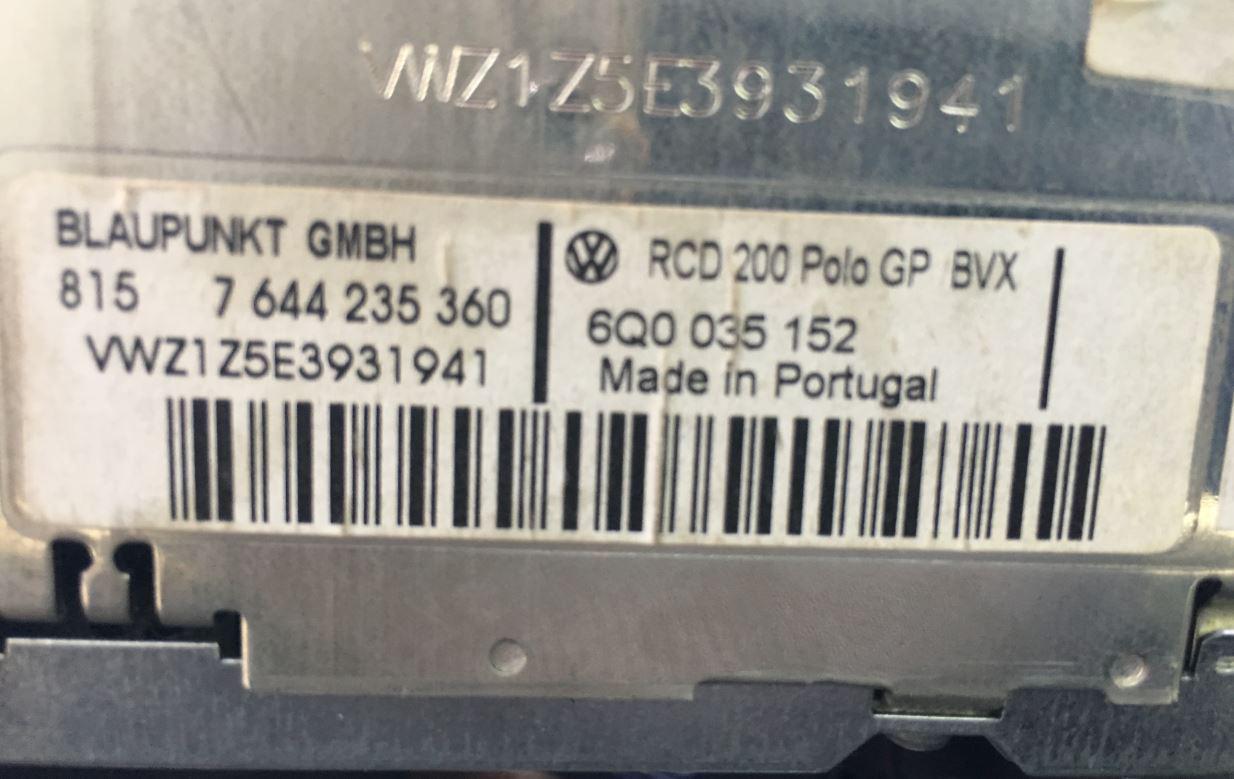 VWZ1Z5E3931941
BLAUPUNKT GMBH
815 7 644 235 360
VWZ1Z5E3931941
VW RCD 200 Polo GP BVX
6Q0 035 152
Made in Portugal